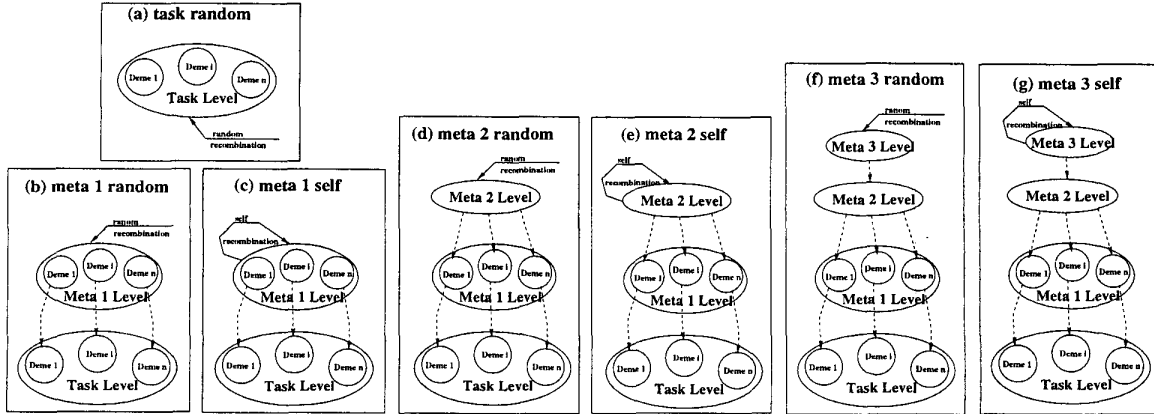 (a) task random
Deme 1
Deme i
Deme n
Task Level
random
recombination
(b) meta 1 random
ranom
recombination
Deme 1
Deme i
Deme n
Meta 1 Level
Deme 1
Deme i
Deme n
Task Level
(c) meta 1 self
self
recombination
Deme 1
Deme i
Deme n
Meta 1 Level
Deme 1
Deme i
Deme n
Task Level
(d) meta 2 random
ranom
recombination
Meta 2 Level
Deme 1
Deme i
Deme n
Meta 1 Level
Deme 1
Deme i
Deme n
Task Level
(e) meta 2 self
self
recombination
Meta 2 Level
Deme 1
Deme i
Deme n
Meta 1 Level
Deme 1
Deme i
Deme n
Task Level
(f) meta 3 random
ranom
recombination
Meta 3 Level
Meta 2 Level
Deme 1
Deme i
Deme n
Meta 1 Level
Deme 1
Deme i
Deme n
Task Level
(g) meta 3 self
self
recombination
Meta 3 Level
Meta 2 Level
Deme 1
Deme i
Deme n
Meta 1 Level
Deme 1
Deme i
Deme n
Task Level